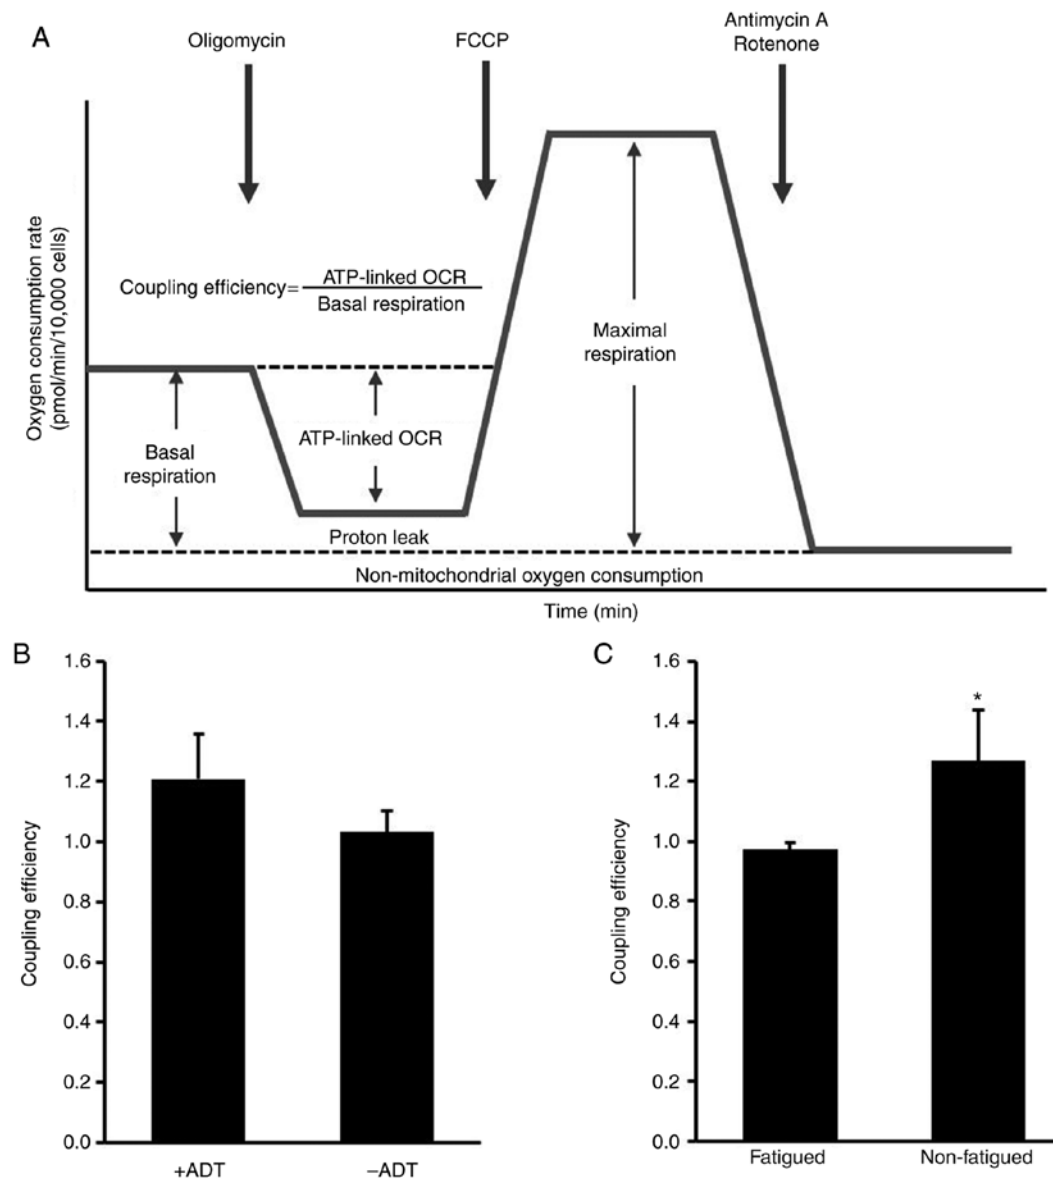 A
Oligomycin
FCCP
Antimycin A
Rotenone
Oxygen consumption rate
(pmol/min/10,000 cells)
Coupling efficiency=
ATP-linked OCR
Basal respiration
Maximal
respiration
ATP-linked OCR
Basal
respiration
Proton leak
Non-mitochondrial oxygen consumption
Time (min)
B
Coupling efficiency
1.6
1.4
1.2
1.0
0.8
0.6
0.4
0.2
0.0
+ADT
–ADT
C
Coupling efficiency
1.6
1.4
1.2
1.0
0.8
0.6
0.4
0.2
0.0
*
Fatigued
Non-fatigued